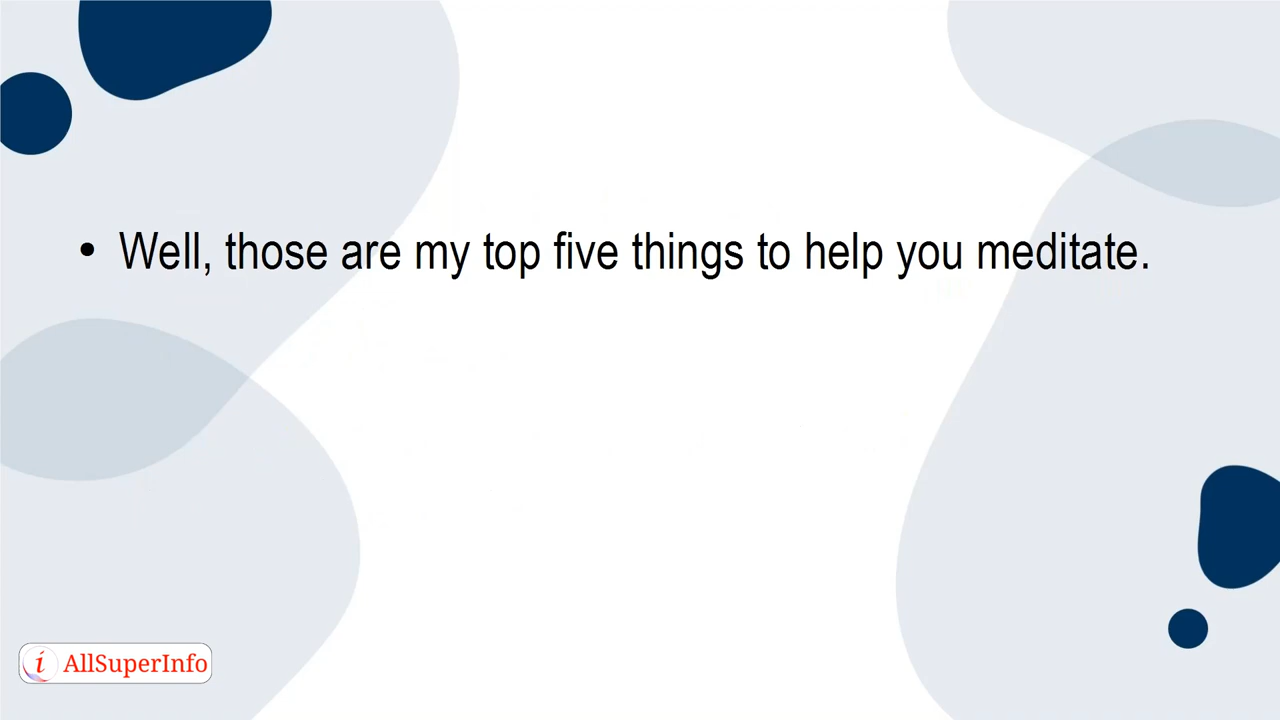 • Well, those are my top five things to help you meditate.
i AllSuperInfo